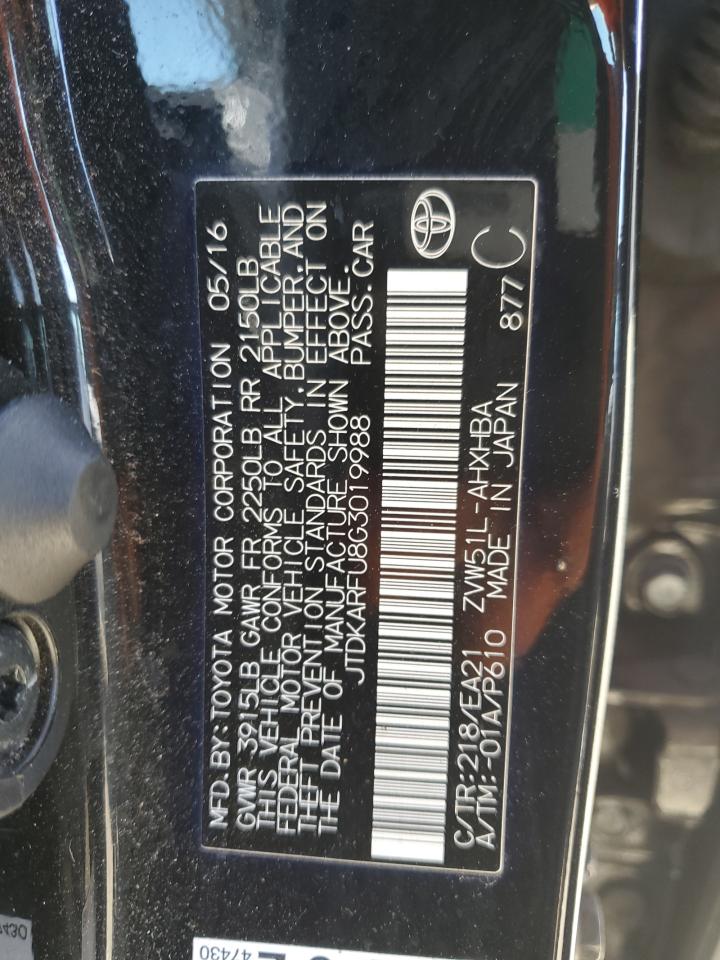 MFD.BY:TOYOTA MOTOR CORPORATION 05/16
GVWR 3915LB GAWR FR 2250LB RR 2150LB
THIS VEHICLE CONFORMS TO ALL APPLICABLE
FEDERAL MOTOR VEHICLE SAFETY,BUMPER,AND
THEFT PREVENTION STANDARDS IN EFFECT ON
THE DATE OF MANUFACTURE SHOWN ABOVE.
JTDKARFU8G3019988 PASS.CAR
C/TR:218/EA21 ZVW51L-AHXHBA
A/TM:-01A/P610 MADE IN JAPAN 877 C
47430